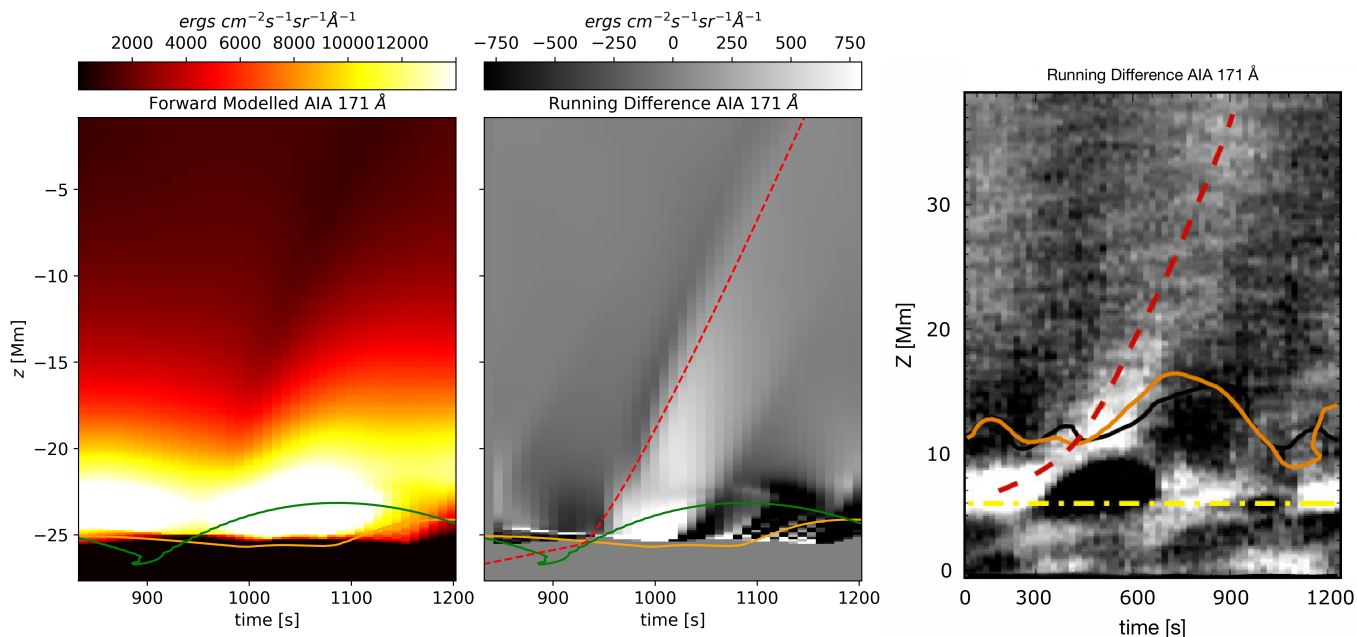 ergs cm−2s−1sr−1Å−1
2000 4000 6000 8000 10000 12000
Forward Modelled AIA 171 Å
z [Mm]
−5
−10
−15
−20
−25
900 1000 1100 1200
time [s]
ergs cm−2s−1sr−1Å−1
−750 −500 −250 0 250 500 750
Running Difference AIA 171 Å
900 1000 1100 1200
time [s]
Running Difference AIA 171 Å
Z [Mm]
30
20
10
0
0 300 600 900 1200
time [s]